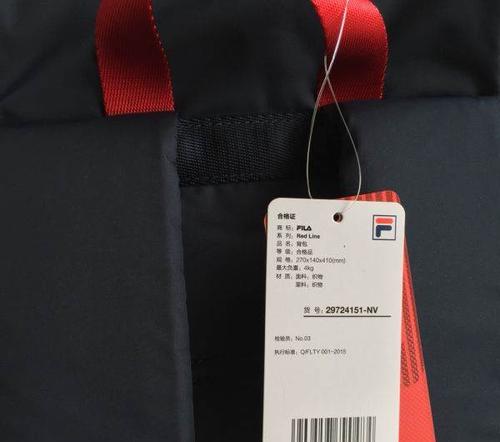 合格证
商 标: FILA
系 列: Red Line
品 名: 背包
等 级: 合格品
规 格: 270x140x410(mm)
最大负重: 4kg
材 质: 面料: 织物
里料: 织物
货 号: 29724151-NV
检验员: No.03
执行标准: Q/FLTY 001-2015